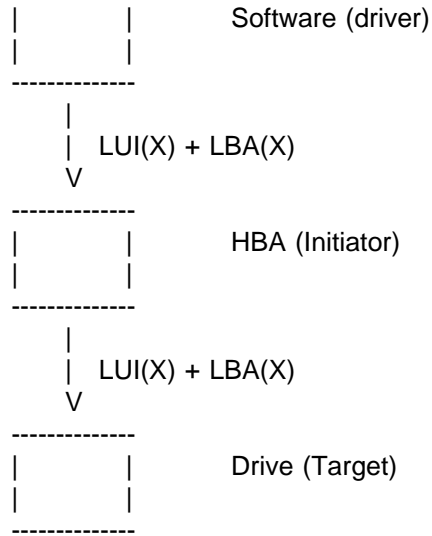 Software (driver)
LUI(X) + LBA(X)
V
HBA (Initiator)
LUI(X) + LBA(X)
V
Drive (Target)